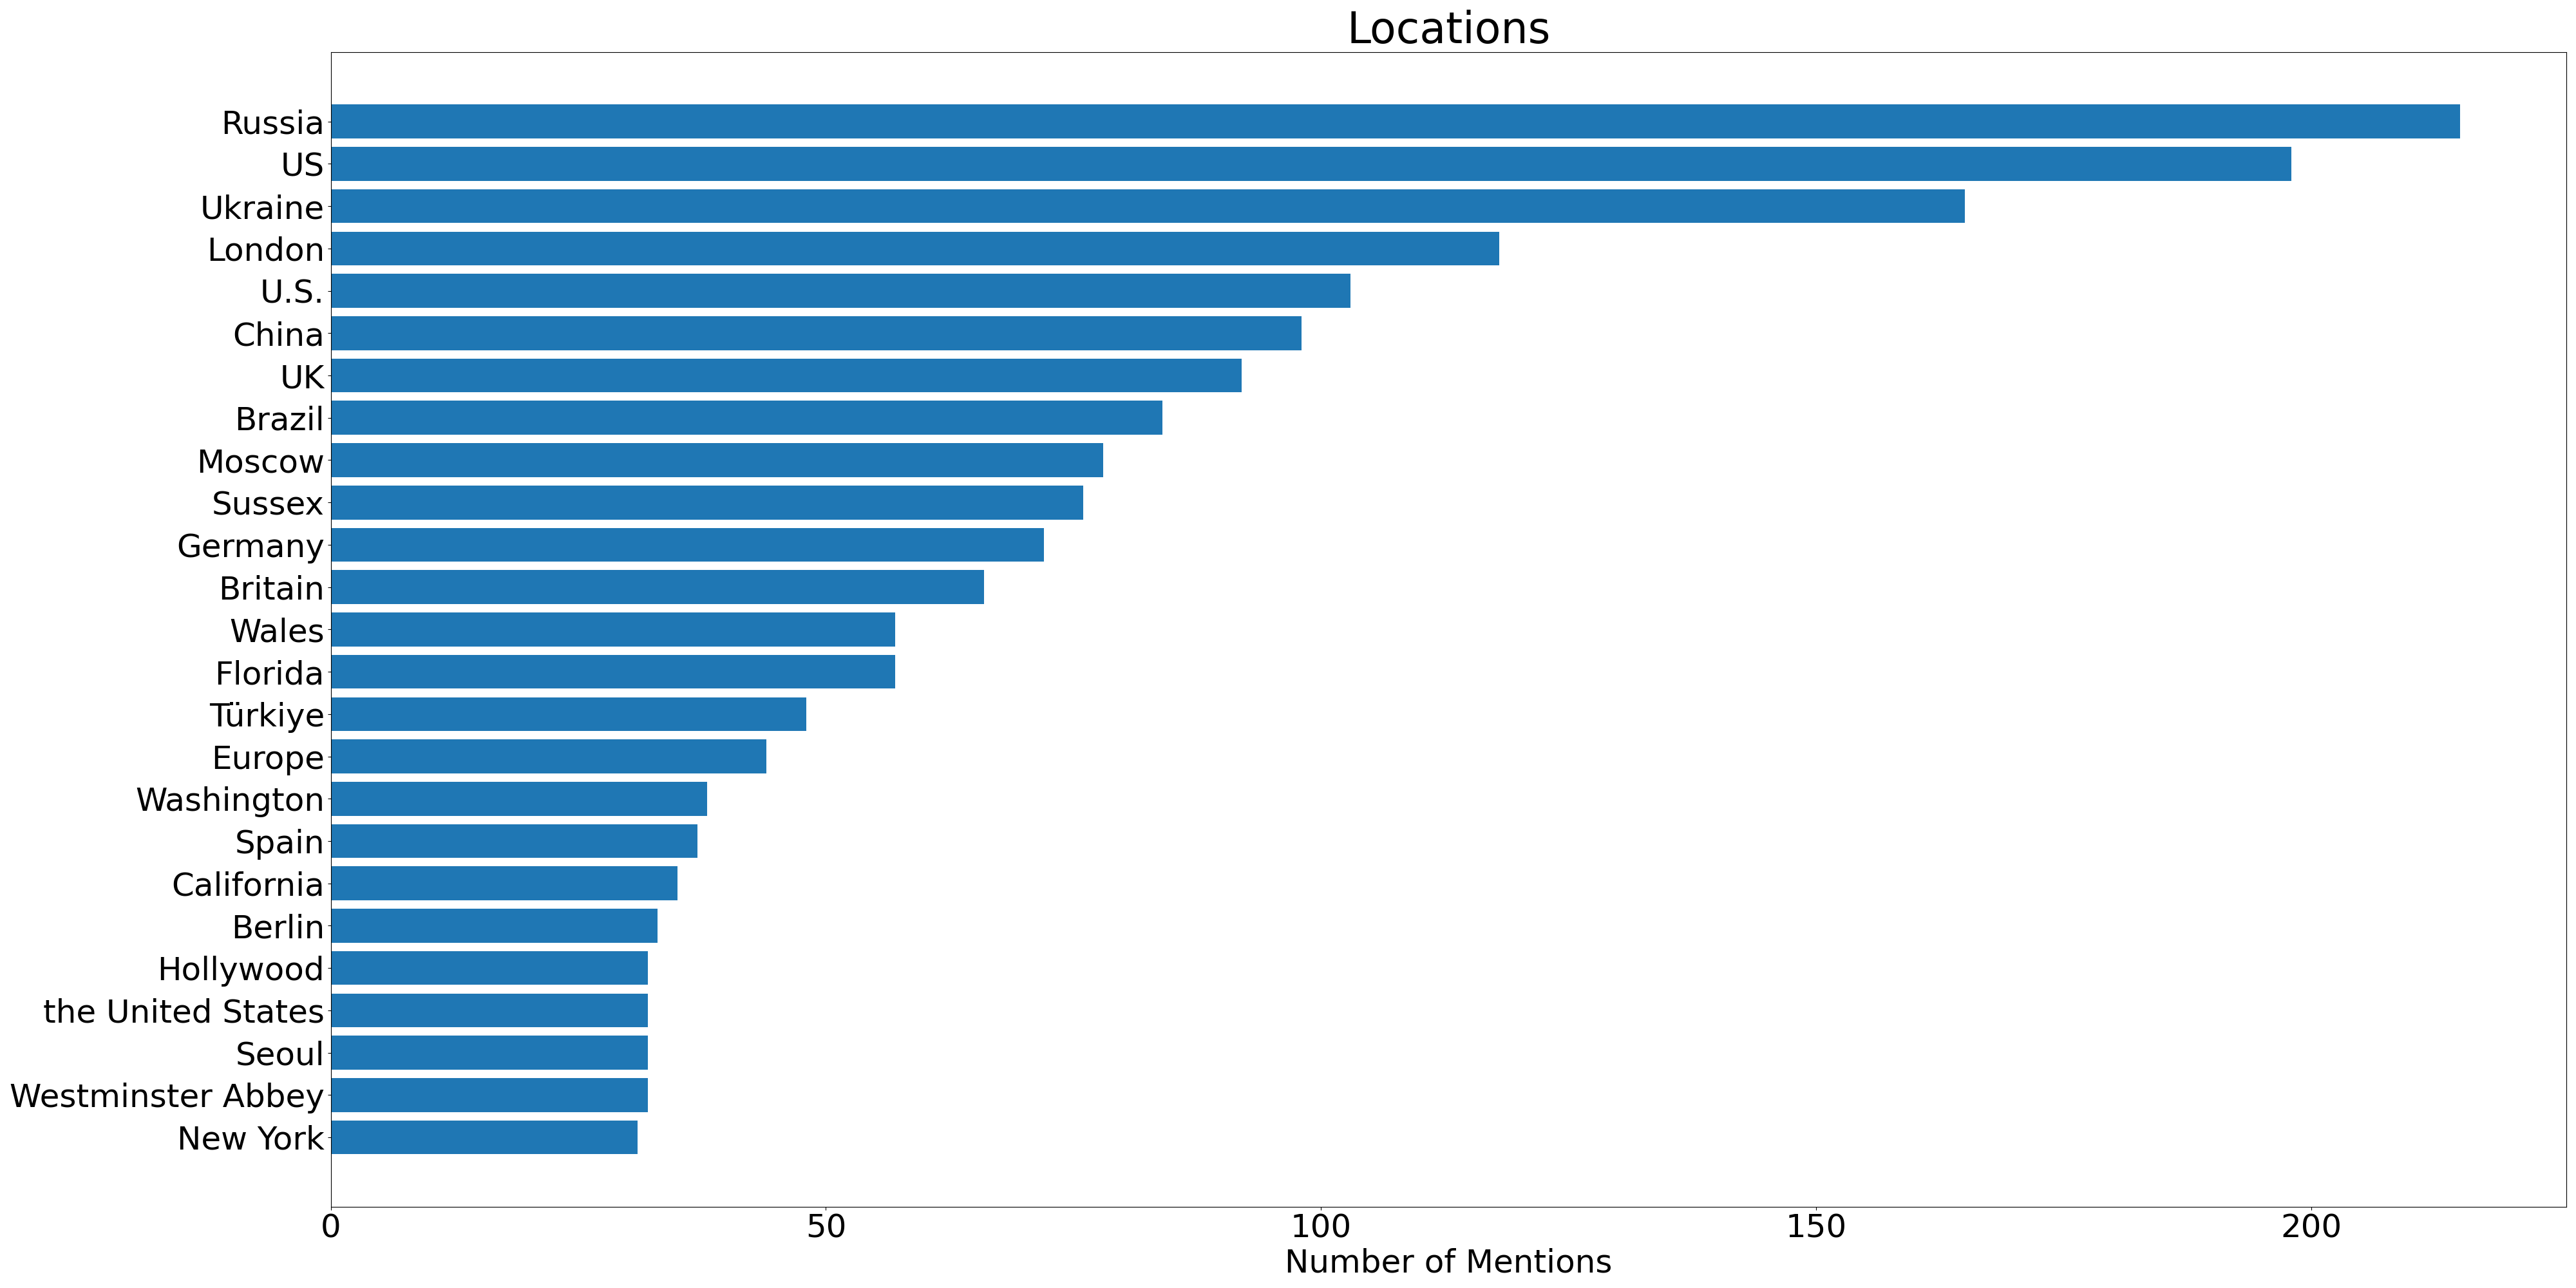 Locations
Russia
US
Ukraine
London
U.S.
China
UK
Brazil
Moscow
Sussex
Germany
Britain
Wales
Florida
Türkiye
Europe
Washington
Spain
California
Berlin
Hollywood
the United States
Seoul
Westminster Abbey
New York
0 50 100 150 200
Number of Mentions